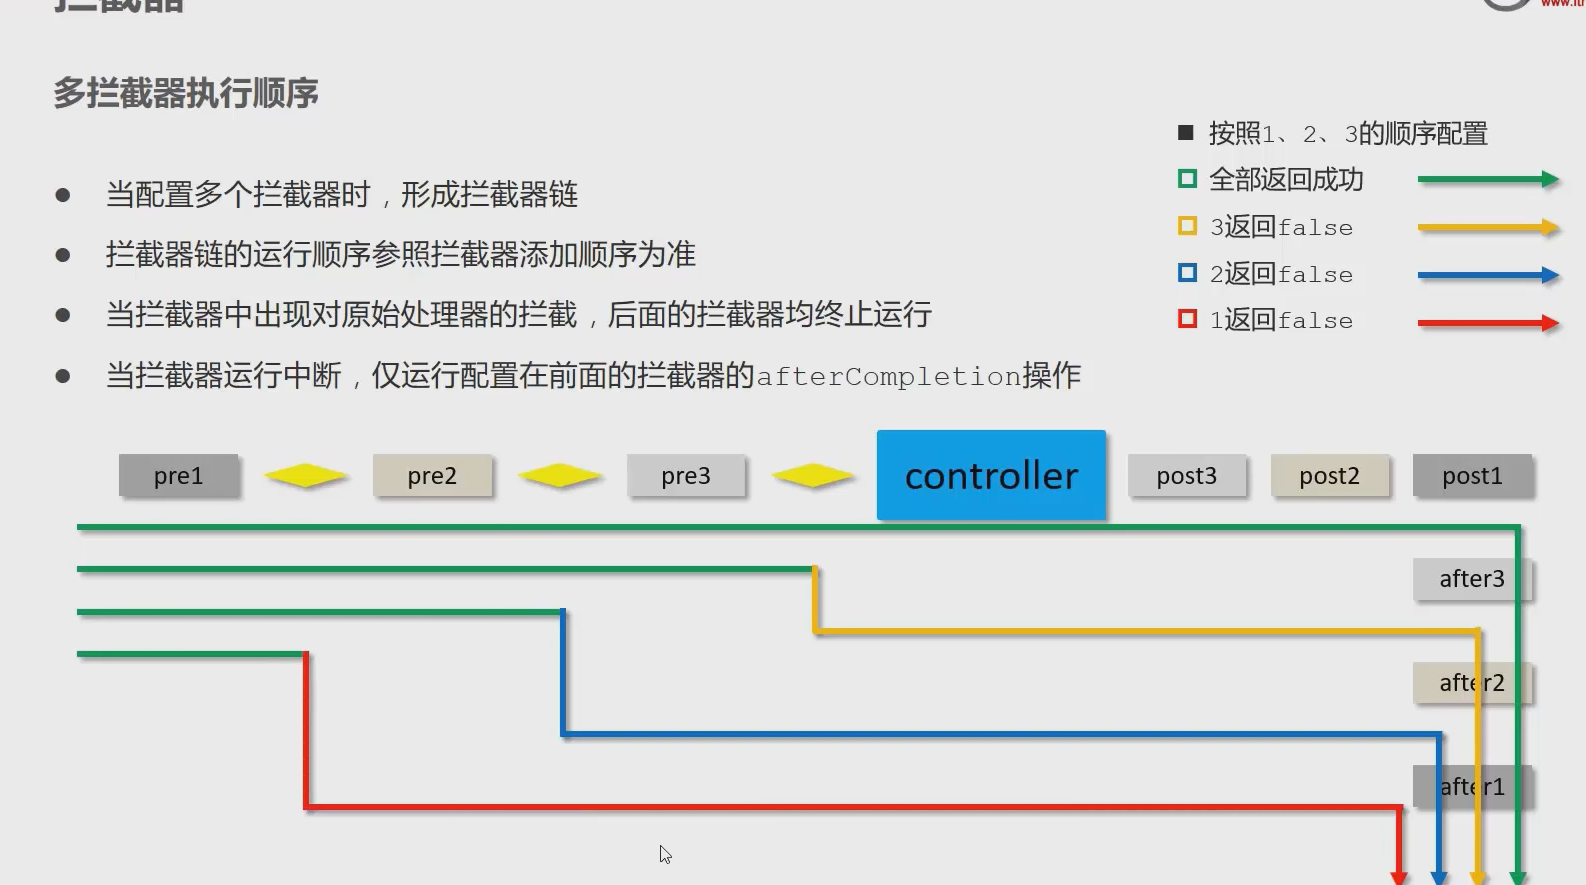 拦截器
多拦截器执行顺序
当配置多个拦截器时，形成拦截器链
拦截器链的运行顺序参照拦截器添加顺序为准
当拦截器中出现对原始处理器的拦截，后面的拦截器均终止运行
当拦截器运行中断，仅运行配置在前面的拦截器的afterCompletion操作
按照1、2、3的顺序配置
全部返回成功
3返回false
2返回false
1返回false
pre1 pre2 pre3 controller post3 post2 post1
after3
after2
after1